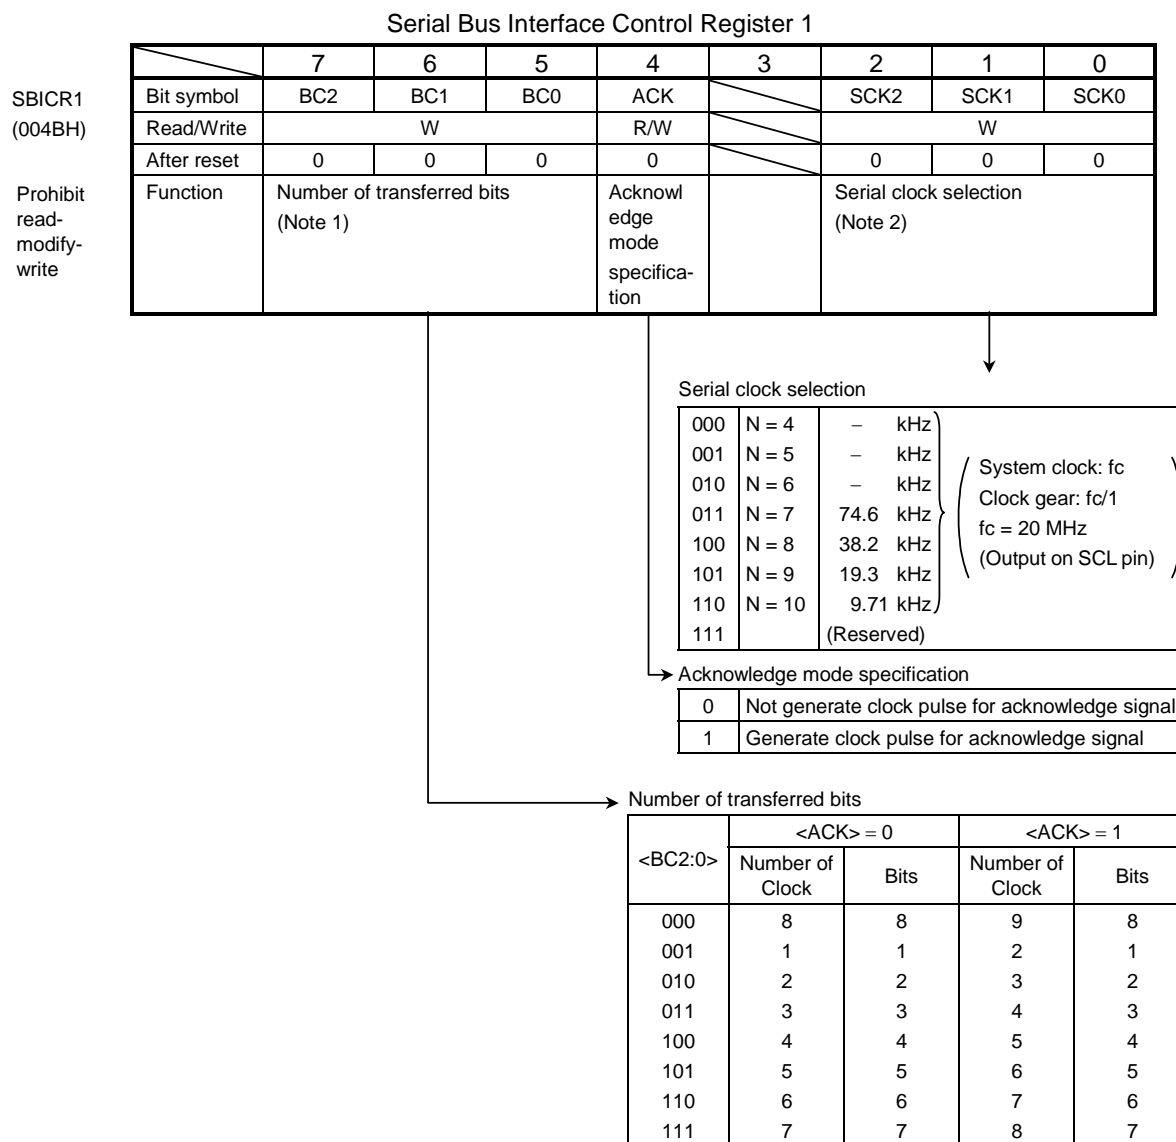 Serial Bus Interface Control Register 1
7 6 5 4 3 2 1 0
SBICR1
(004BH)
Bit symbol BC2 BC1 BC0 ACK SCK2 SCK1 SCK0
Read/Write W R/W W
After reset 0 0 0 0 0 0 0
Prohibit
read-
modify-
write
Function
Number of transferred bits
(Note 1)
Acknowl
edge
mode
specifica-
tion
Serial clock selection
(Note 2)
Serial clock selection
000 N = 4 – kHz
001 N = 5 – kHz
010 N = 6 – kHz
011 N = 7 74.6 kHz
100 N = 8 38.2 kHz
101 N = 9 19.3 kHz
110 N = 10 9.71 kHz
111 (Reserved)
System clock: fc
Clock gear: fc/1
fc = 20 MHz
(Output on SCL pin)
Acknowledge mode specification
0 Not generate clock pulse for acknowledge signal
1 Generate clock pulse for acknowledge signal
Number of transferred bits
<BC2:0>
<ACK> = 0 <ACK> = 1
Number of
Clock
Bits
Number of
Clock
Bits
000 8 8 9 8
001 1 1 2 1
010 2 2 3 2
011 3 3 4 3
100 4 4 5 4
101 5 5 6 5
110 6 6 7 6
111 7 7 8 7